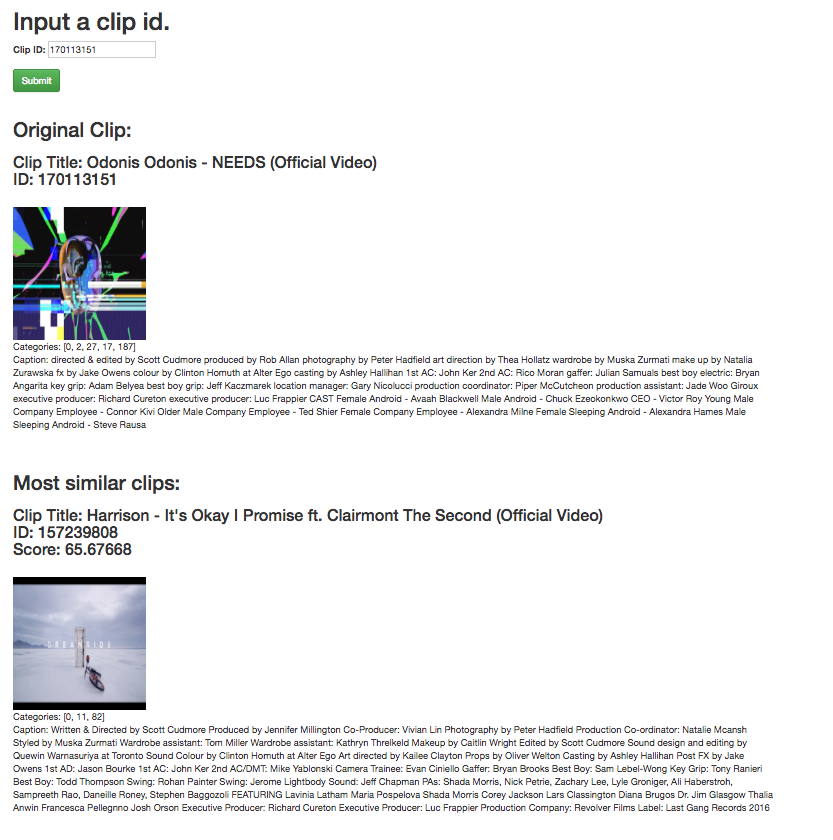 Input a clip id.
Clip ID: 170113151
Submit
Original Clip:
Clip Title: Odonis Odonis - NEEDS (Official Video)
ID: 170113151
Categories: [0, 2, 27, 17, 187]
Caption: directed & edited by Scott Cudmore produced by Rob Allan photography by Peter Hadfield art direction by Thea Hollatz wardrobe by Muska Zurmati make up by Natalia
Zurawska fx by Jake Owens colour by Clinton Homuth at Alter Ego casting by Ashley Hallihan 1st AC: John Ker 2nd AC: Rico Moran gaffer: Julian Samuals best boy electric: Bryan
Angarita key grip: Adam Belyea best boy grip: Jeff Kaczmarek location manager: Gary Nicolucci production coordinator: Piper McCutcheon production assistant: Jade Woo Giroux
executive producer: Richard Cureton executive producer: Luc Frappier CAST Female Android - Avaah Blackwell Male Android - Chuck Ezeokonkwo CEO - Victor Roy Young Male
Company Employee - Connor Kivi Older Male Company Employee - Ted Shier Female Company Employee - Alexandra Milne Female Sleeping Android - Alexandra Hames Male
Sleeping Android - Steve Rausa
Most similar clips:
Clip Title: Harrison - It's Okay I Promise ft. Clairmont The Second (Official Video)
ID: 157239808
Score: 65.67668
DREAMSIDE
Categories: [0, 11, 82]
Caption: Written & Directed by Scott Cudmore Produced by Jennifer Millington Co-Producer: Vivian Lin Photography by Peter Hadfield Production Co-ordinator: Natalie Mcansh
Styled by Muska Zurmati Wardrobe assistant: Tom Miller Wardrobe assistant: Kathryn Threlkeld Makeup by Caitlin Wright Edited by Scott Cudmore Sound design and editing by
Quewin Warnasuriya at Toronto Sound Colour by Clinton Homuth at Alter Ego Art directed by Kailee Clayton Props by Oliver Welton Casting by Ashley Hallihan Post FX by Jake
Owens 1st AD: Jason Bourke 1st AC: John Ker 2nd AC/DMT: Mike Yablonski Camera Trainee: Evan Ciniello Gaffer: Bryan Brooks Best Boy: Sam Lebel-Wong Key Grip: Tony Ranieri
Best Boy: Todd Thompson Swing: Rohan Painter Swing: Jerome Lightbody Sound: Jeff Chapman PAs: Shada Morris, Nick Petrie, Zachary Lee, Lyle Groniger, Ali Haberstroh,
Sampreeth Rao, Daneille Roney, Stephen Baggozoli FEATURING Lavinia Latham Maria Pospelova Shada Morris Corey Jackson Lars Classington Diana Brugos Dr. Jim Glasgow Thalia
Anwin Francesca Pellegnno Josh Orson Executive Producer: Richard Cureton Executive Producer: Luc Frappier Production Company: Revolver Films Label: Last Gang Records 2016